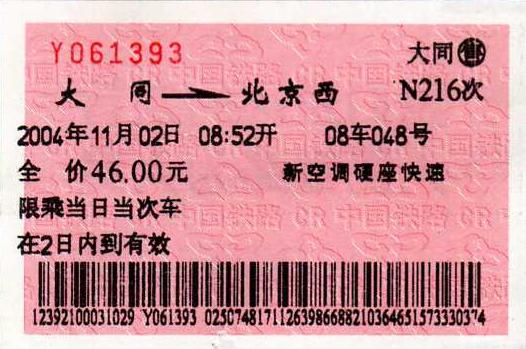 Y061393 大同售
大同→北京西 N216次
2004年11月02日 08:52开 08车048号
全 价46.00元 新空调硬座快速
限乘当日当次车
在2日内到有效
12392100031029 Y061393 02507481711263986688210364651573330374